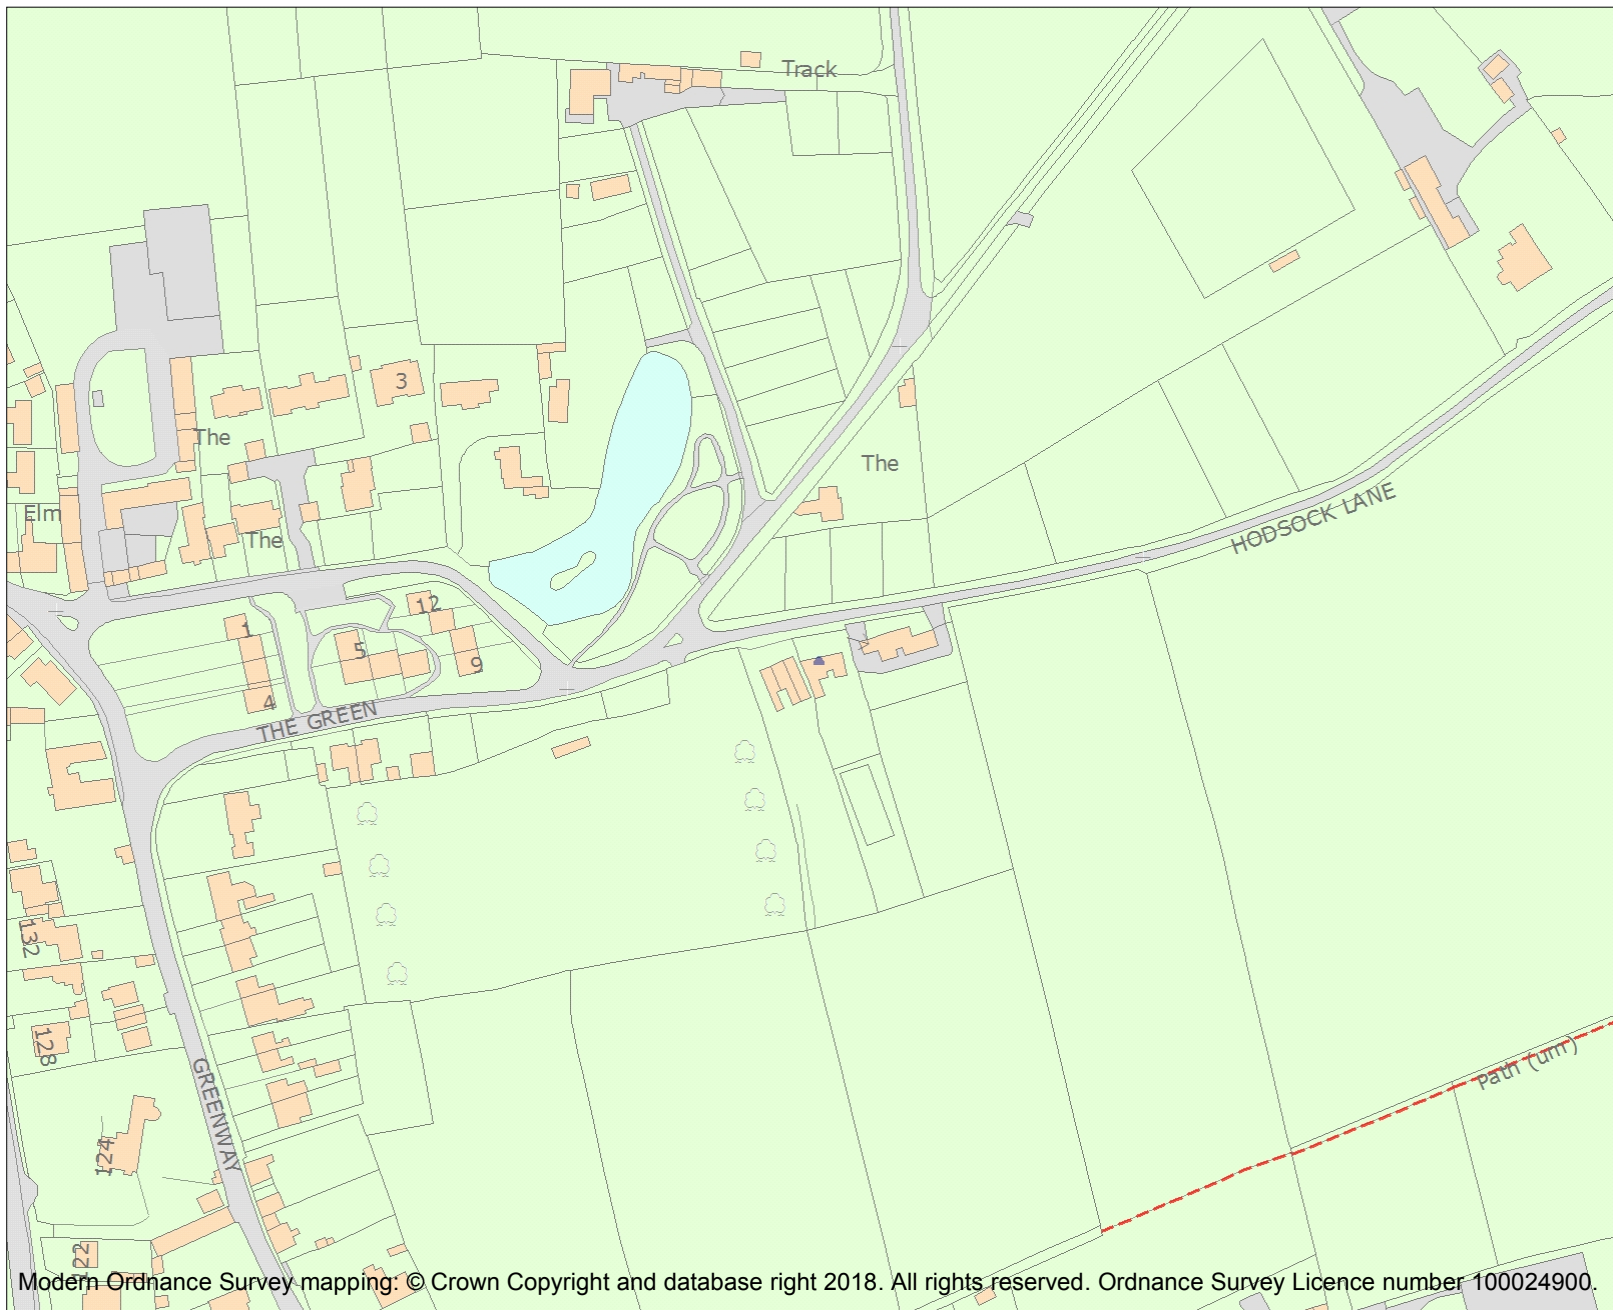 Track
3
The
The
Elm
The
12
1
5
9
4
THE GREEN
HODSOCK LANE
132
128
Path (um)
GREENWAY
124
122
Modern Ordnance Survey mapping: © Crown Copyright and database right 2018. All rights reserved. Ordnance Survey Licence number 100024900.